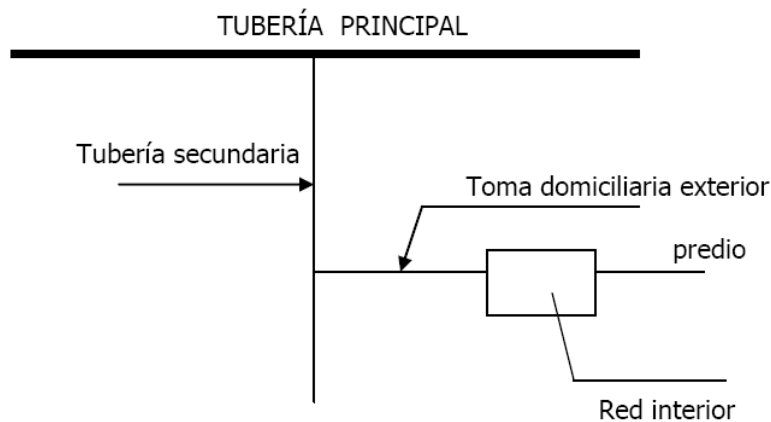 TUBERÍA PRINCIPAL
Tubería secundaria
Toma domiciliaria exterior
predio
Red interior